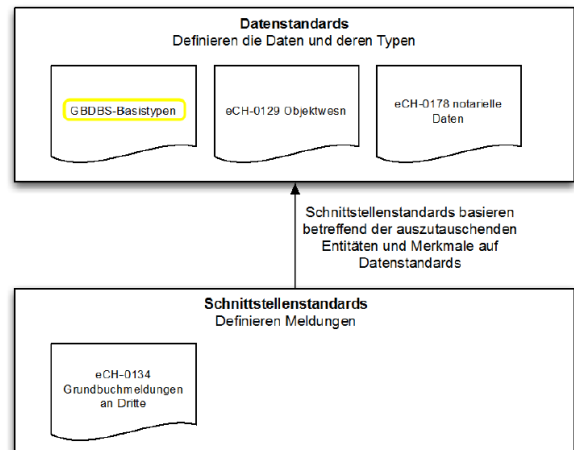 Datenstandards
Definieren die Daten und deren Typen
GBDBS-Basistypen
eCH-0129 Objektwesn
eCH-0178 notarielle
Daten
Schnittstellenstandards basieren
betreffend der auszutauschenden
Entitäten und Merkmale auf
Datenstandards
Schnittstellenstandards
Definieren Meldungen
eCH-0134
Grundbuchmeldungen
an Dritte